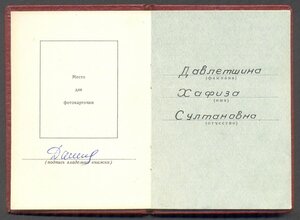 Место
для
фотокарточки
(подпись владельца книжки)
Давлетшина
(фамилия)
Хафиза
(имя)
Султановна
(отчество)